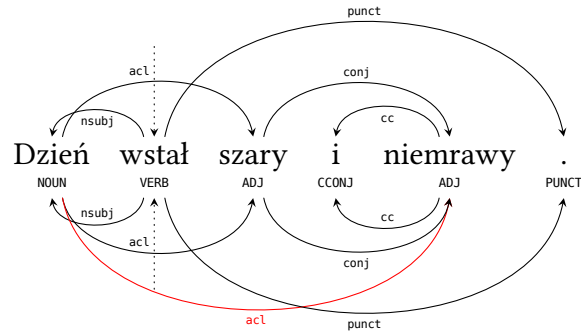 punct
acl conj
nsubj cc
Dzień wstał szary i niemrawy .
NOUN VERB ADJ CCONJ ADJ PUNCT
nsubj cc
acl conj
acl punct